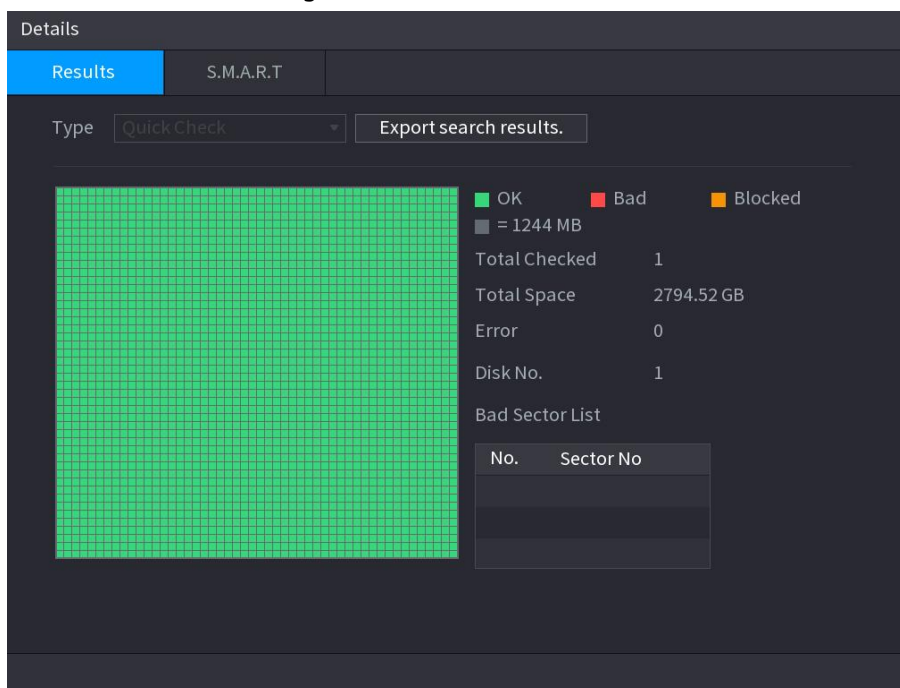 Details
Results S.M.A.R.T
Type Quick Check Export search results.
OK Bad Blocked
= 1244 MB
Total Checked 1
Total Space 2794.52 GB
Error 0
Disk No. 1
Bad Sector List
No. Sector No